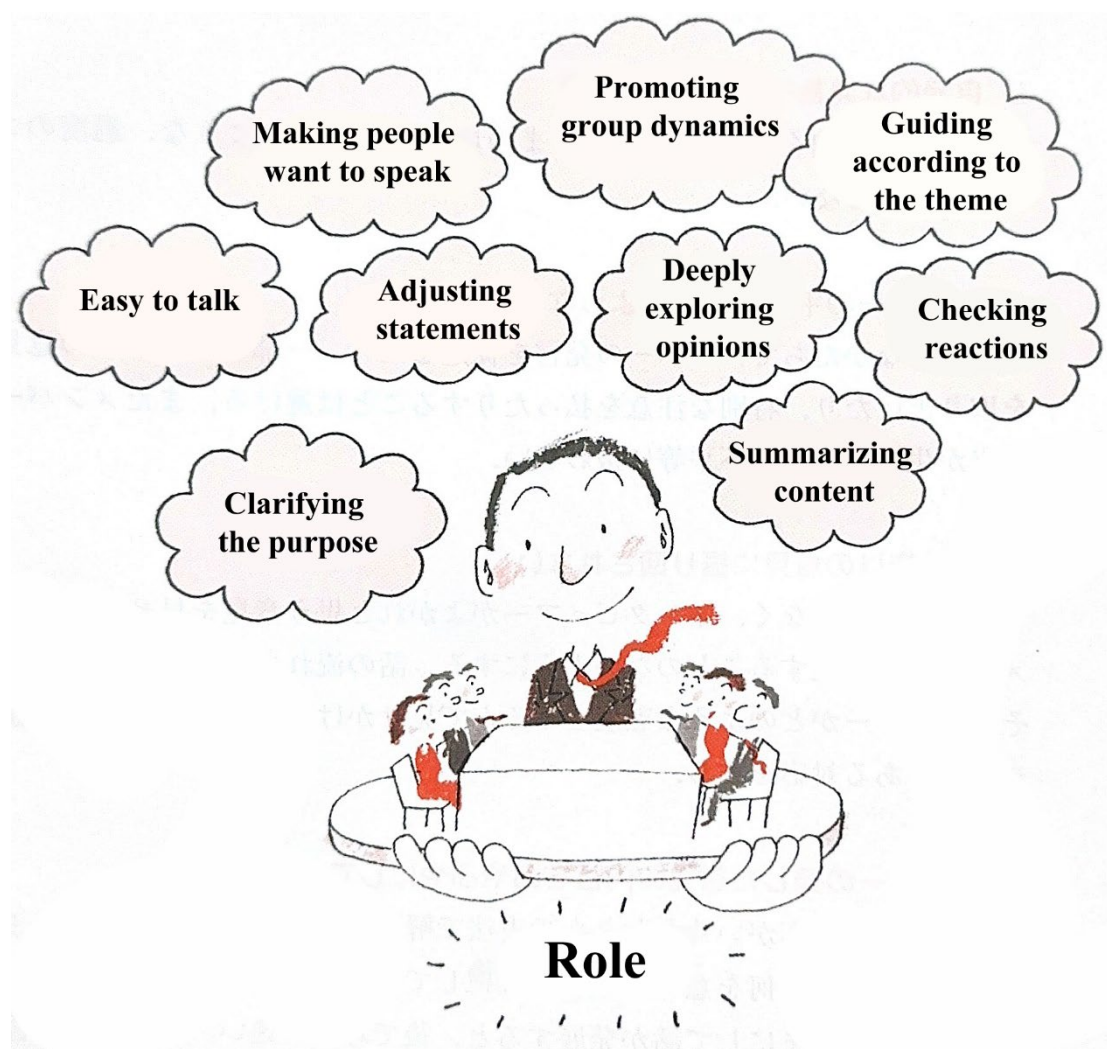 Promoting
group dynamics
Making people
want to speak
Guiding
according to
the theme
Easy to talk
Adjusting
statements
Deeply
exploring
opinions
Checking
reactions
Summarizing
content
Clarifying
the purpose
Role